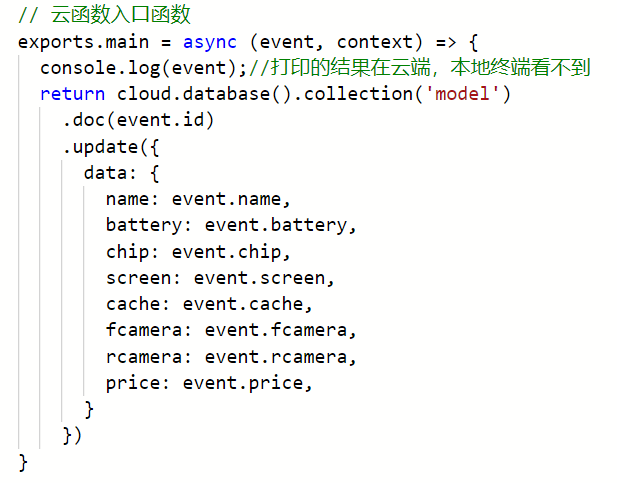 // 云函数入口函数
exports.main = async (event, context) => {
  console.log(event);//打印的结果在云端，本地终端看不到
  return cloud.database().collection('model')
    .doc(event.id)
    .update({
      data: {
        name: event.name,
        battery: event.battery,
        chip: event.chip,
        screen: event.screen,
        cache: event.cache,
        fcamera: event.fcamera,
        rcamera: event.rcamera,
        price: event.price,
      }
    })
}